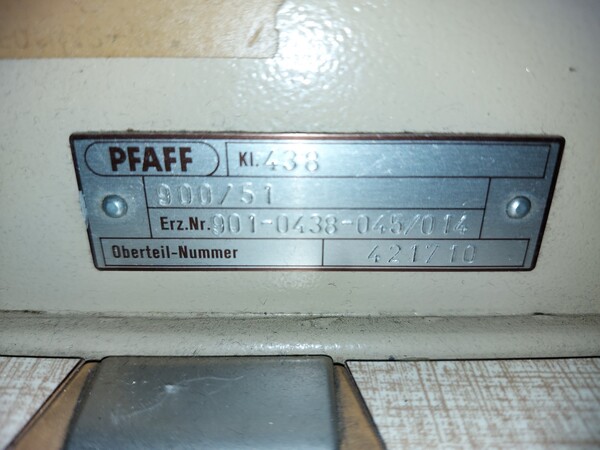 PFAFF Kl. 438
900/51
Erz.Nr. 901-0438-045/014
Oberteil-Nummer 421710